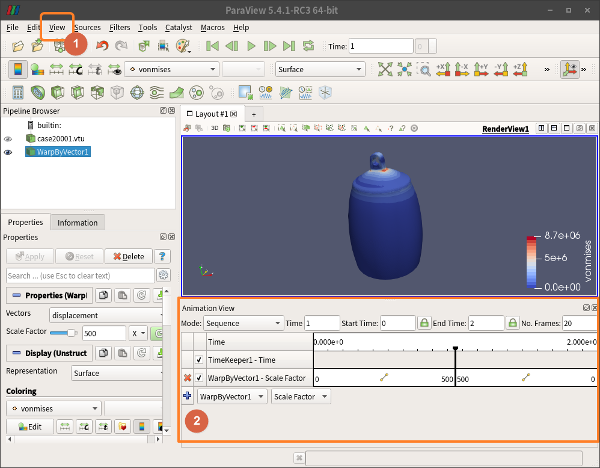 ParaView 5.4.1-RC3 64-bit
File Edit View Sources Filters Tools Catalyst Macros Help
1
Time: 1 0
vonmises Surface +X -X +Y -Y +Z -Z
Pipeline Browser
builtin:
case20001.vtu
WarpByVector1
Layout #1
3D RenderView1
8.7e+06
5e+6
0.0e+00
vonmises
Properties Information
Properties
Apply Reset Delete ?
Search ... (use Esc to clear text)
Properties (Warpl
Vectors displacement
Scale Factor 500 X
Display (Unstruct
Representation Surface
Coloring
vonmises
Edit
Animation View
Mode: Sequence Time 1 Start Time: 0 End Time: 2 No. Frames: 20
Time 0.000e+0 2.000e+0
TimeKeeper1 - Time
WarpByVector1 - Scale Factor 0 500 500 0
WarpByVector1 Scale Factor
2